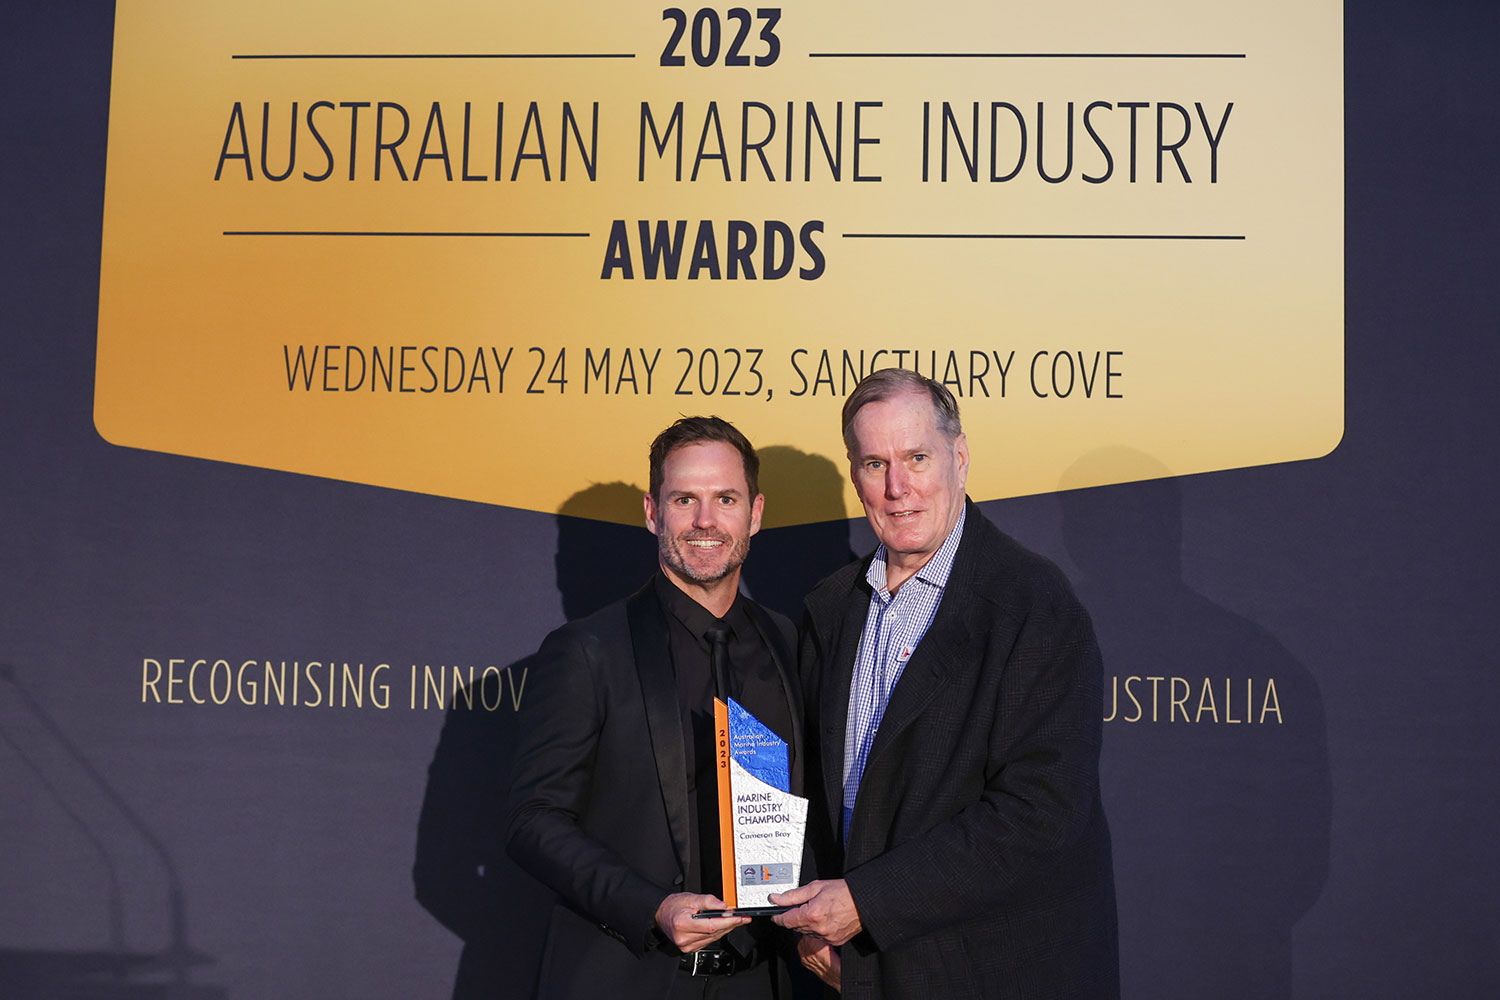 2023
AUSTRALIAN MARINE INDUSTRY
AWARDS
WEDNESDAY 24 MAY 2023, SANCTUARY COVE
RECOGNISING INNOV
USTRALIA
2023
Australian
Marine Industry
Awards
MARINE
INDUSTRY
CHAMPION
Cameron Bray